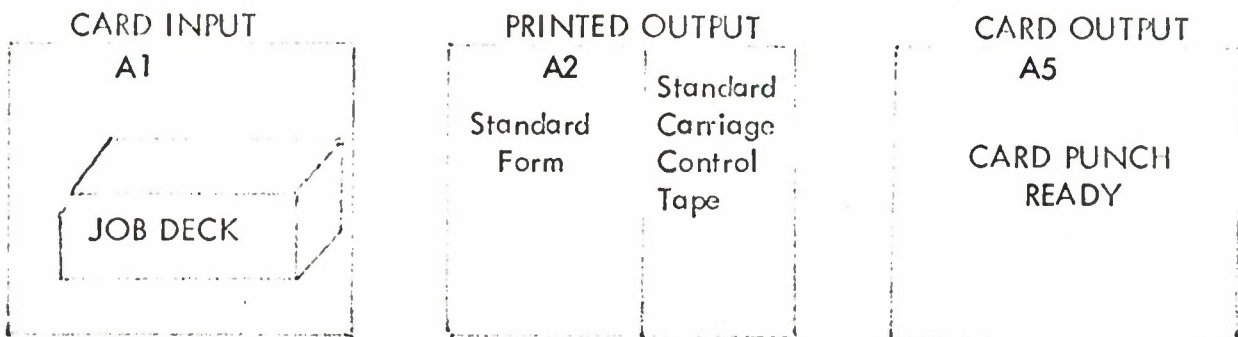 CARD INPUT
A1
JOB DECK
PRINTED OUTPUT
A2
Standard
Form
Standard
Carriage
Control
Tape
CARD OUTPUT
A5
CARD PUNCH
READY